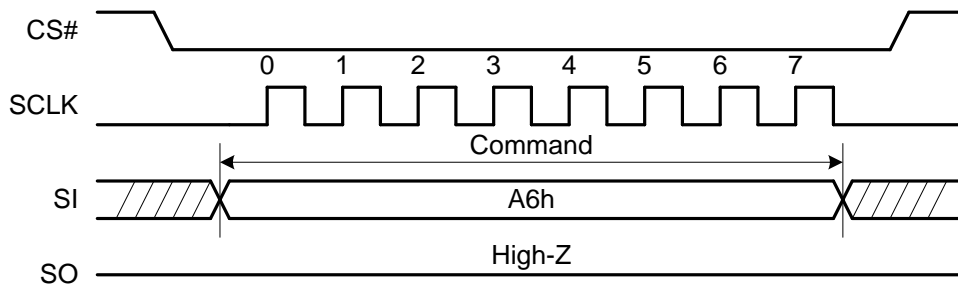 CS#
0 1 2 3 4 5 6 7
SCLK
Command
SI A6h
High-Z
SO